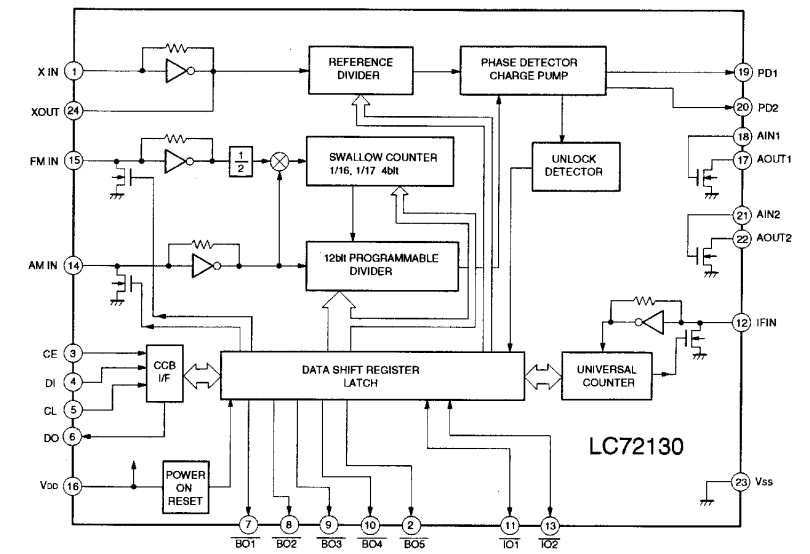 X IN 1
REFERENCE
DIVIDER
PHASE DETECTOR
CHARGE PUMP
19 PD1
XOUT 24
20 PD2
FM IN 15
1
2
SWALLOW COUNTER
1/16, 1/17 4bit
UNLOCK
DETECTOR
18 AIN1
17 AOUT1
21 AIN2
22 AOUT2
AM IN 14
12bit PROGRAMMABLE
DIVIDER
12 IFIN
CE 3
DI 4
CL 5
DO 6
CCB
I/F
DATA SHIFT REGISTER
LATCH
UNIVERSAL
COUNTER
LC72130
VDD 16
POWER
ON
RESET
23 VSS
7 8 9 10 2 11 13
BO1 BO2 BO3 BO4 BO5 IO1 IO2